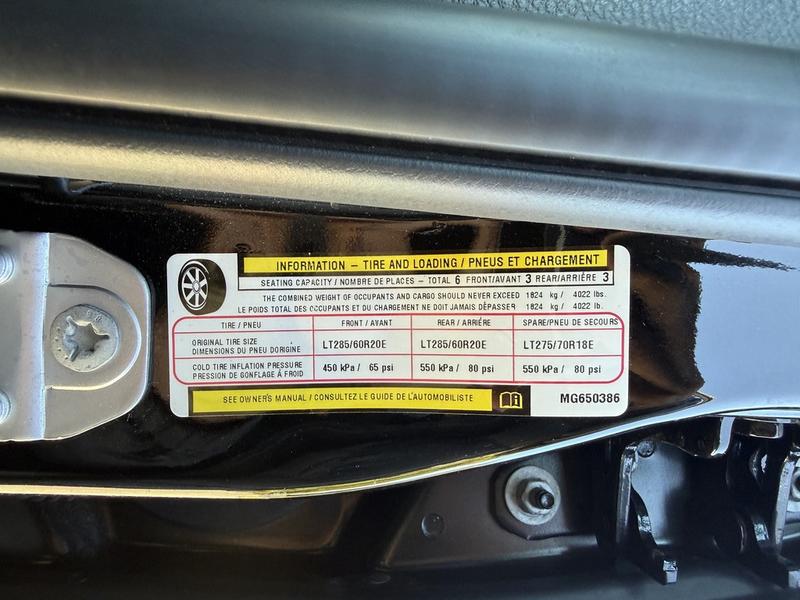 INFORMATION – TIRE AND LOADING / PNEUS ET CHARGEMENT
SEATING CAPACITY / NOMBRE DE PLACES – TOTAL 6 FRONT/AVANT 3 REAR/ARRIÈRE 3
THE COMBINED WEIGHT OF OCCUPANTS AND CARGO SHOULD NEVER EXCEED 1824 kg / 4022 lbs.
LE POIDS TOTAL DES OCCUPANTS ET DU CHARGEMENT NE DOIT JAMAIS DÉPASSER 1824 kg / 4022 lb.
TIRE / PNEU FRONT / AVANT REAR / ARRIÉRE SPARE/PNEU DE SECOURS
ORIGINAL TIRE SIZE
DIMENSIONS DU PNEU DORIGINE LT285/60R20E LT285/60R20E LT275/70R18E
COLD TIRE INFLATION PRESSURE
PRESSION DE GONFLAGE À FROID 450 kPa / 65 psi 550 kPa / 80 psi 550 kPa / 80 psi
SEE OWNER'S MANUAL / CONSULTEZ LE GUIDE DE L'AUTOMOBILISTE
MG650386